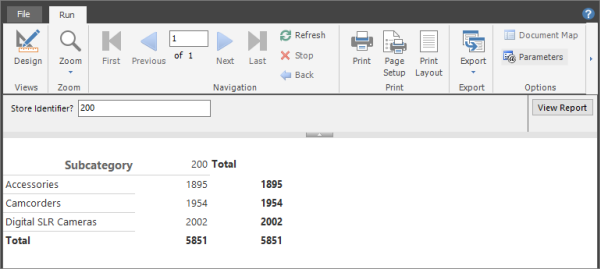 File Run
Design
Zoom
First
Previous
1
of 1
Next
Last
Refresh
Stop
Back
Print
Page Setup
Print Layout
Export
Document Map
Parameters
Views Zoom Navigation Print Export Options
Store Identifier? 200 View Report
Subcategory 200 Total
Accessories 1895 1895
Camcorders 1954 1954
Digital SLR Cameras 2002 2002
Total 5851 5851